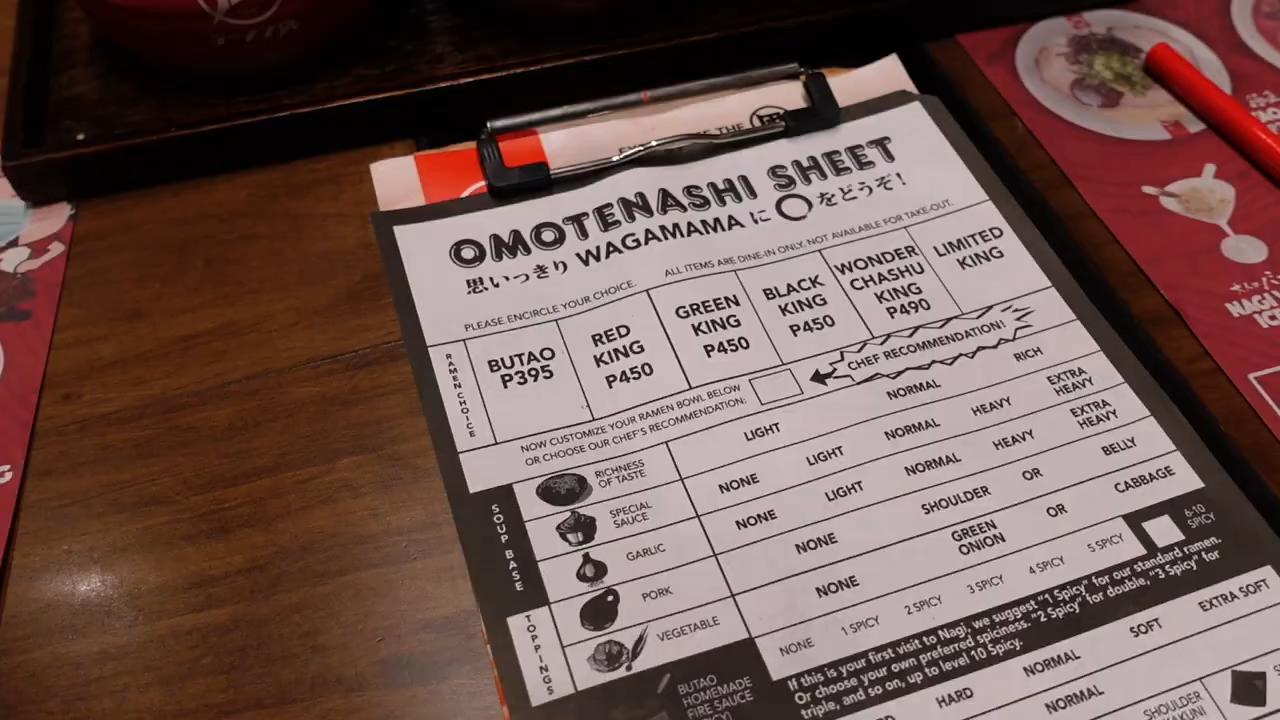 OMOTENASHI SHEET
思いっきり WAGAMAMA に ◯ をどうぞ!
PLEASE ENCIRCLE YOUR CHOICE.
ALL ITEMS ARE DINE-IN ONLY. NOT AVAILABLE FOR TAKE-OUT.
RAMEN CHOICE
BUTAO
P395
RED
KING
P450
GREEN
KING
P450
BLACK
KING
P450
WONDER
CHASHU
KING
P490
LIMITED
KING
NOW CUSTOMIZE YOUR RAMEN BOWL BELOW
OR CHOOSE OUR CHEF'S RECOMMENDATION:
CHEF RECOMMENDATION!
SOUP BASE
RICHNESS
OF TASTE
LIGHT
NORMAL
RICH
SPECIAL
SAUCE
NONE
LIGHT
NORMAL
HEAVY
EXTRA
HEAVY
GARLIC
NONE
LIGHT
NORMAL
HEAVY
EXTRA
HEAVY
TOPPINGS
PORK
NONE
SHOULDER
OR
BELLY
VEGETABLE
NONE
GREEN
ONION
OR
CABBAGE
BUTAO
HOMEMADE
FIRE SAUCE
NONE
1 SPICY
2 SPICY
3 SPICY
4 SPICY
5 SPICY
6-10
SPICY
If this is your first visit to Nagi, we suggest "1 Spicy" for our standard ramen.
Or choose your own preferred spiciness. "2 Spicy" for double, "3 Spicy" for
triple, and so on, up to level 10 Spicy.
HARD
NORMAL
SOFT
EXTRA SOFT
NORMAL
SHOULDER
THE
NAGI